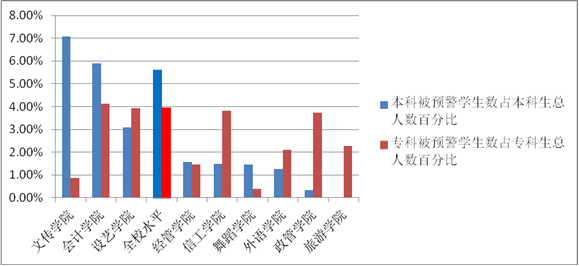 8.00%
7.00%
6.00%
5.00%
4.00%
3.00%
2.00%
1.00%
0.00%
文传学院
会计学院
设艺学院
全校水平
经管学院
信工学院
舞蹈学院
外语学院
政管学院
旅游学院
本科被预警学生数占本科生总
人数百分比
专科被预警学生数占专科生总
人数百分比